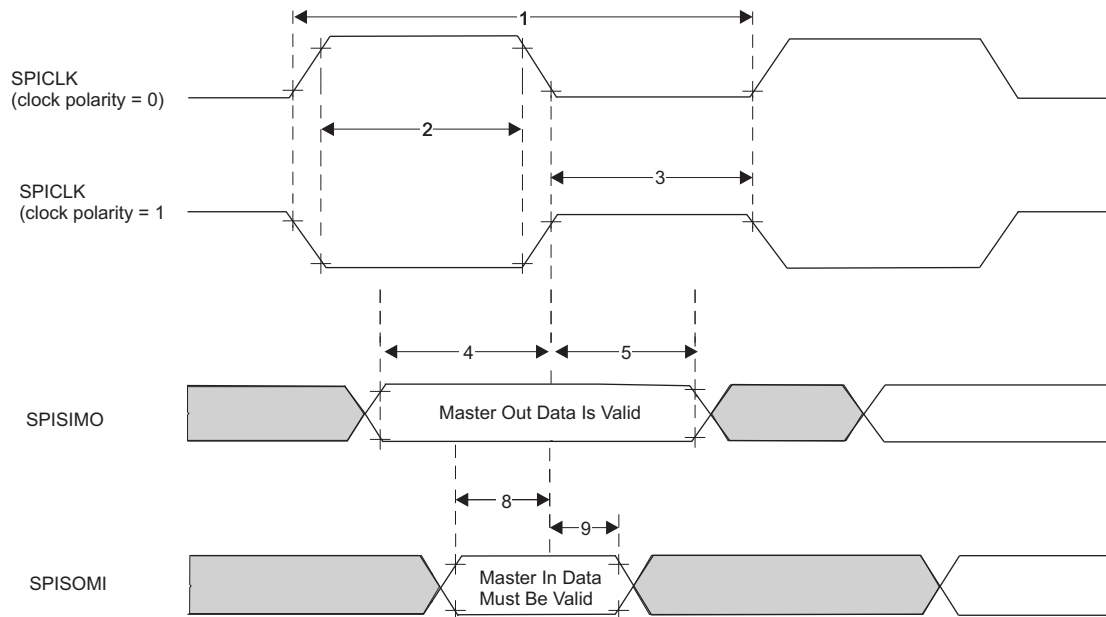 1
SPICLK
(clock polarity = 0)
2
3
SPICLK
(clock polarity = 1
4
5
SPISIMO
Master Out Data Is Valid
8
9
SPISOMI
Master In Data
Must Be Valid